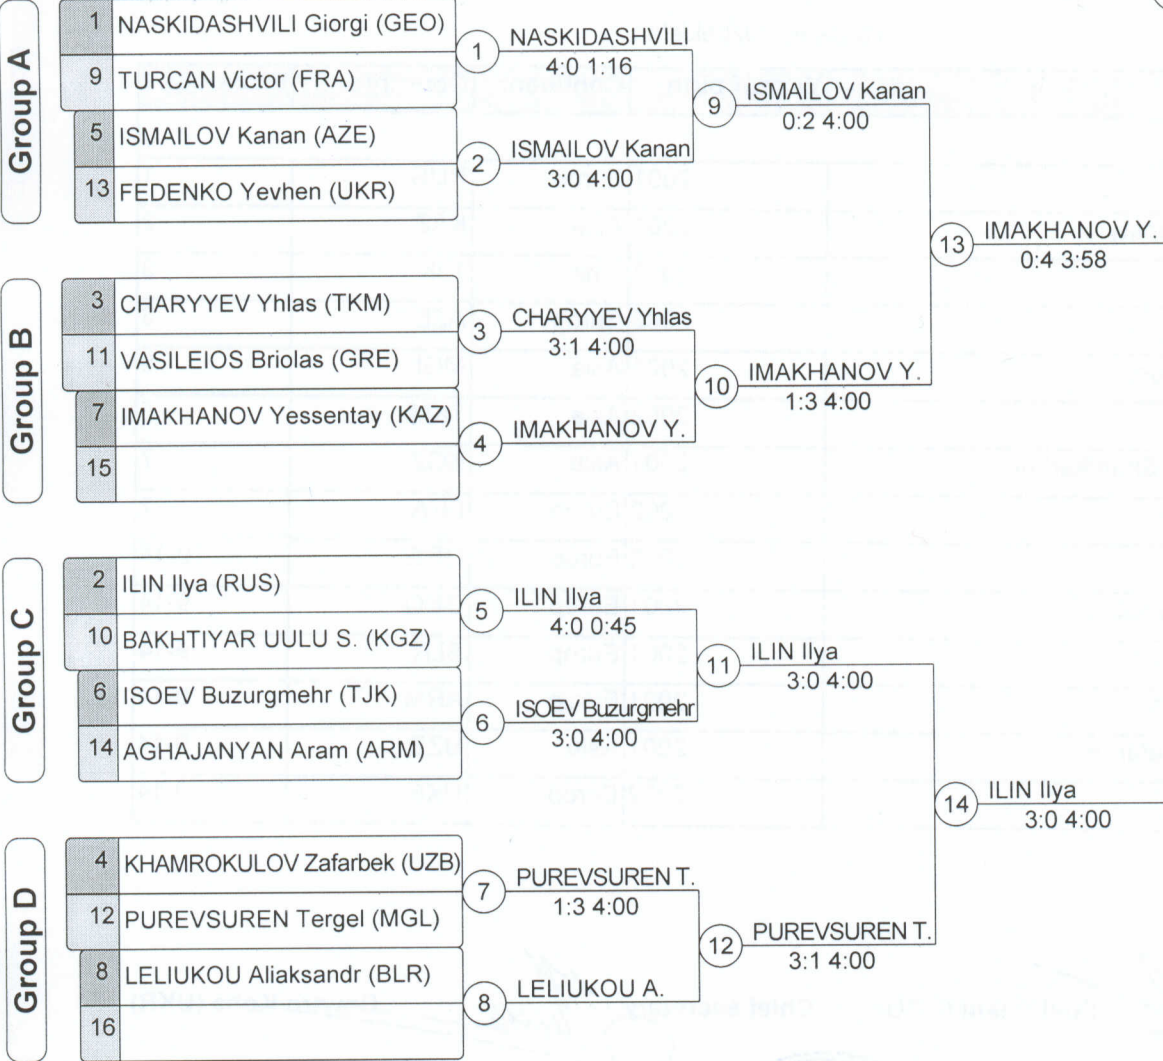 Group A
1 NASKIDASHVILI Giorgi (GEO)
9 TURCAN Victor (FRA)
5 ISMAILOV Kanan (AZE)
13 FEDENKO Yevhen (UKR)
1 NASKIDASHVILI
4:0 1:16
2 ISMAILOV Kanan
3:0 4:00
9 ISMAILOV Kanan
0:2 4:00
Group B
3 CHARYYEV Yhlas (TKM)
11 VASILEIOS Briolas (GRE)
7 IMAKHANOV Yessentay (KAZ)
15
3 CHARYYEV Yhlas
3:1 4:00
4 IMAKHANOV Y.
10 IMAKHANOV Y.
1:3 4:00
13 IMAKHANOV Y.
0:4 3:58
Group C
2 ILIN Ilya (RUS)
10 BAKHTIYAR UULU S. (KGZ)
6 ISOEV Buzurgmehr (TJK)
14 AGHAJANYAN Aram (ARM)
5 ILIN Ilya
4:0 0:45
6 ISOEV Buzurgmehr
3:0 4:00
11 ILIN Ilya
3:0 4:00
Group D
4 KHAMROKULOV Zafarbek (UZB)
12 PUREVSUREN Tergel (MGL)
8 LELIUKOU Aliaksandr (BLR)
16
7 PUREVSUREN T.
1:3 4:00
8 LELIUKOU A.
12 PUREVSUREN T.
3:1 4:00
14 ILIN Ilya
3:0 4:00